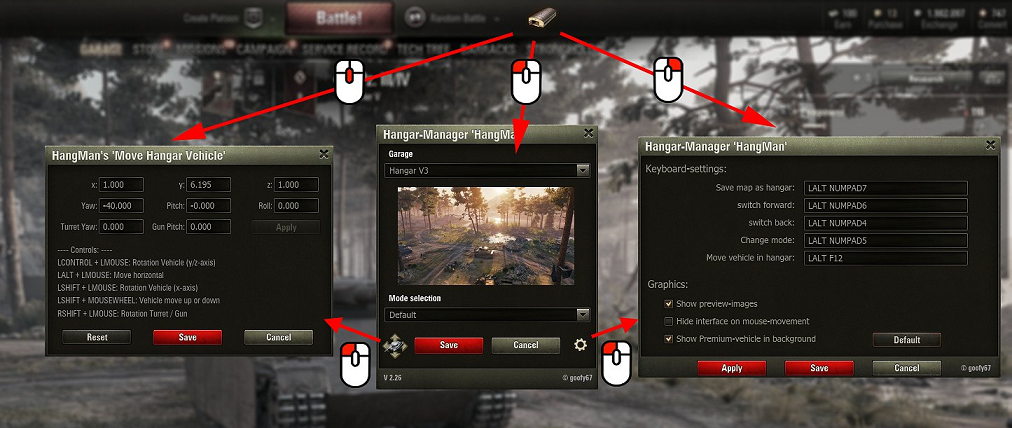 Create Platoon
Battle!
Random Battle
Purchase
Exchange
Convert
GARAGE
MISSIONS
CAMPAIGN
SERVICE RECORD
TECH TREE
Research
HangMan's 'Move Hangar Vehicle'
x: 1.000 y: 6.195 z: 1.000
Yaw: -40.000 Pitch: -0.000 Roll: 0.000
Turret Yaw: 0.000 Gun Pitch: 0.000 Apply
---- Controls: ----
LCONTROL + LMOUSE: Rotation Vehicle (y/z-axis)
LALT + LMOUSE: Move horizontal
LSHIFT + LMOUSE: Rotation Vehicle (x-axis)
LSHIFT + MOUSEWHEEL: Vehicle move up or down
RSHIFT + LMOUSE: Rotation Turret / Gun
Reset Save Cancel
Hangar-Manager 'HangMan'
Garage
Hangar V3
Mode selection
Default
Save Cancel
V 2.26 © goofy67
Hangar-Manager 'HangMan'
Keyboard-settings:
Save map as hangar: LALT NUMPAD7
switch forward: LALT NUMPAD6
switch back: LALT NUMPAD4
Change mode: LALT NUMPAD5
Move vehicle in hangar: LALT F12
Graphics:
Show preview-images
Hide interface on mouse-movement
Show Premium-vehicle in background Default
Apply Save Cancel © goofy67